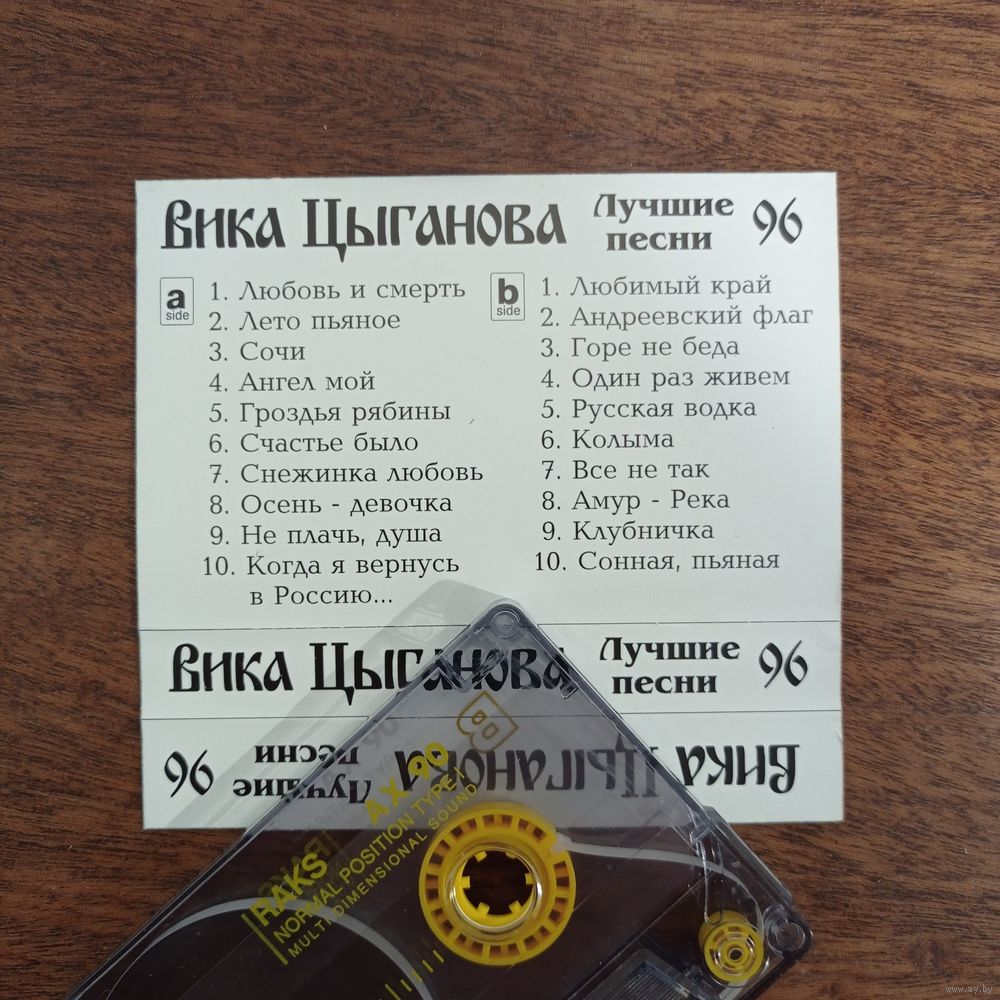 Вика Цыганова Лучшие песни 96
a side
1. Любовь и смерть
2. Лето пьяное
3. Сочи
4. Ангел мой
5. Гроздья рябины
6. Счастье было
7. Снежинка любовь
8. Осень - девочка
9. Не плачь, душа
10. Когда я вернусь
в Россию...
b side
1. Любимый край
2. Андреевский флаг
3. Горе не беда
4. Один раз живем
5. Русская водка
6. Колыма
7. Все не так
8. Амур - Река
9. Клубничка
10. Сонная, пьяная
Вика Цыганова Лучшие песни 96
Вика Цыганова Лучшие песни 96
RAKS AX 90
NORMAL POSITION TYPE I
MULTI DIMENSIONAL SOUND
B
www.ay.by